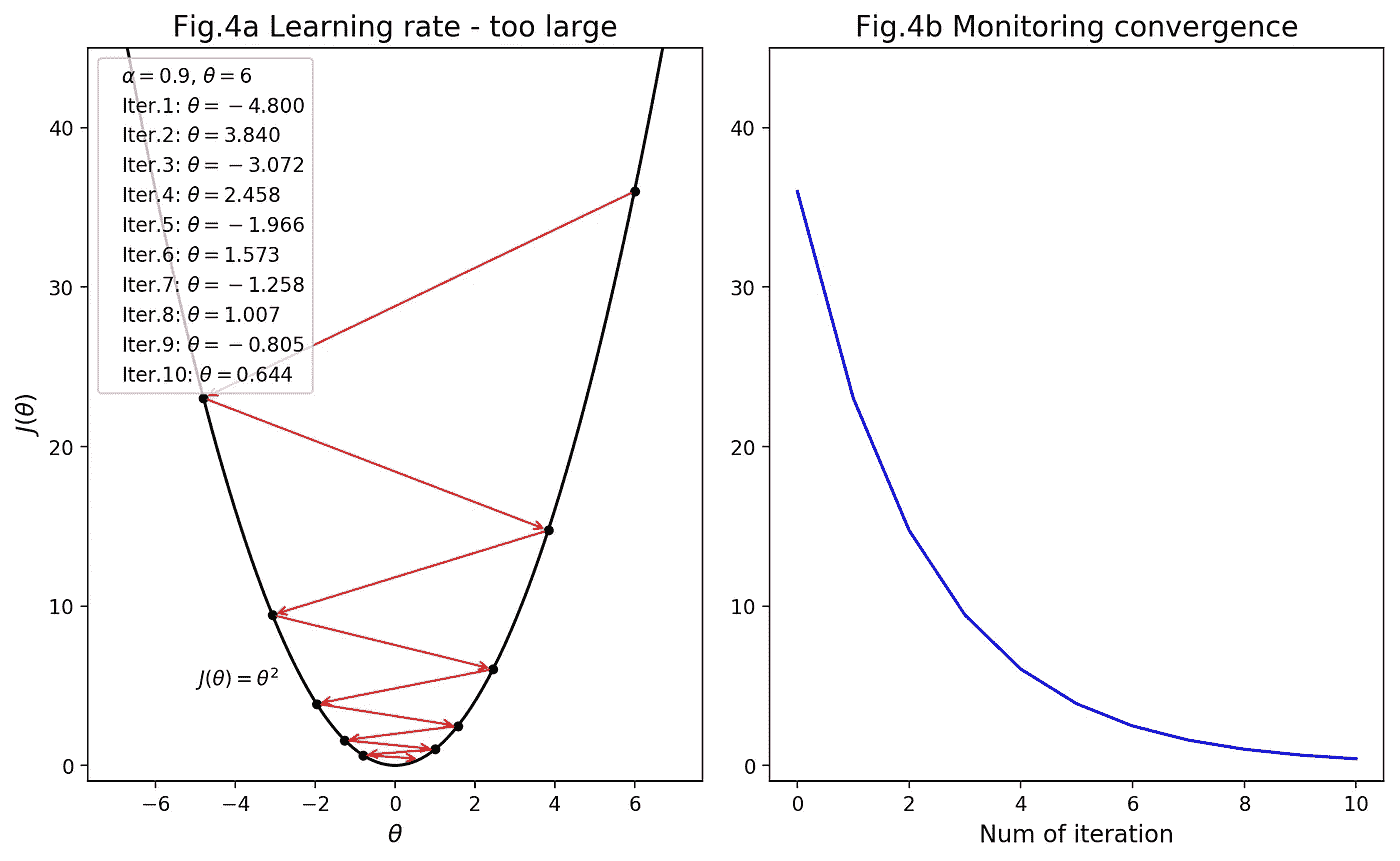 Fig.4a Learning rate - too large
α = 0.9, θ = 6
Iter.1: θ = − 4.800
Iter.2: θ = 3.840
Iter.3: θ = − 3.072
Iter.4: θ = 2.458
Iter.5: θ = − 1.966
Iter.6: θ = 1.573
Iter.7: θ = − 1.258
Iter.8: θ = 1.007
Iter.9: θ = − 0.805
Iter.10: θ = 0.644
J(θ) = θ²
J(θ)
40
30
20
10
0
−6 −4 −2 0 2 4 6
θ
Fig.4b Monitoring convergence
40
30
20
10
0
0 2 4 6 8 10
Num of iteration